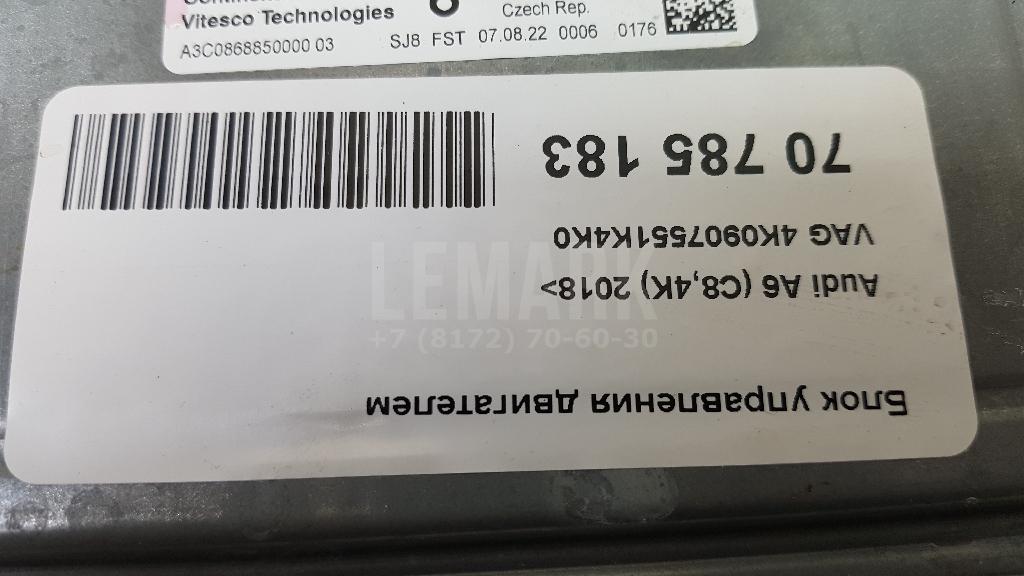 Vitesco Technologies
Czech Rep.
A3C0868850000 03
SJ8 FST 07.08.22 0006 0176
Блок управления двигателем
Audi A6 (C8,4K) 2018>
VAG 4K0907551K4K0
70 785 183
LEMARK
+7 (8172) 70-60-30